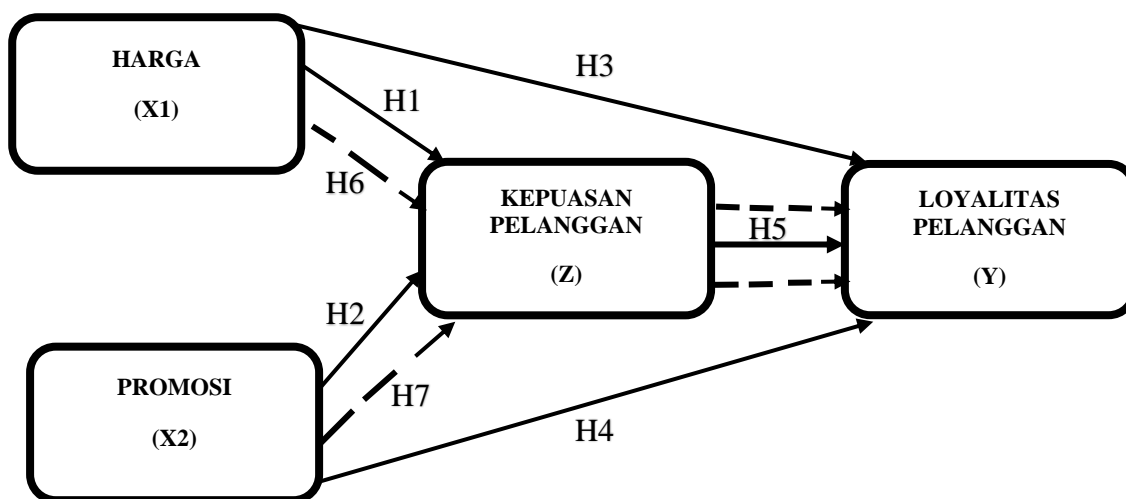 HARGA
(X1)
H3
H1
H6
KEPUASAN
PELANGGAN
(Z)
H5
LOYALITAS
PELANGGAN
(Y)
H2
PROMOSI
(X2)
H7
H4